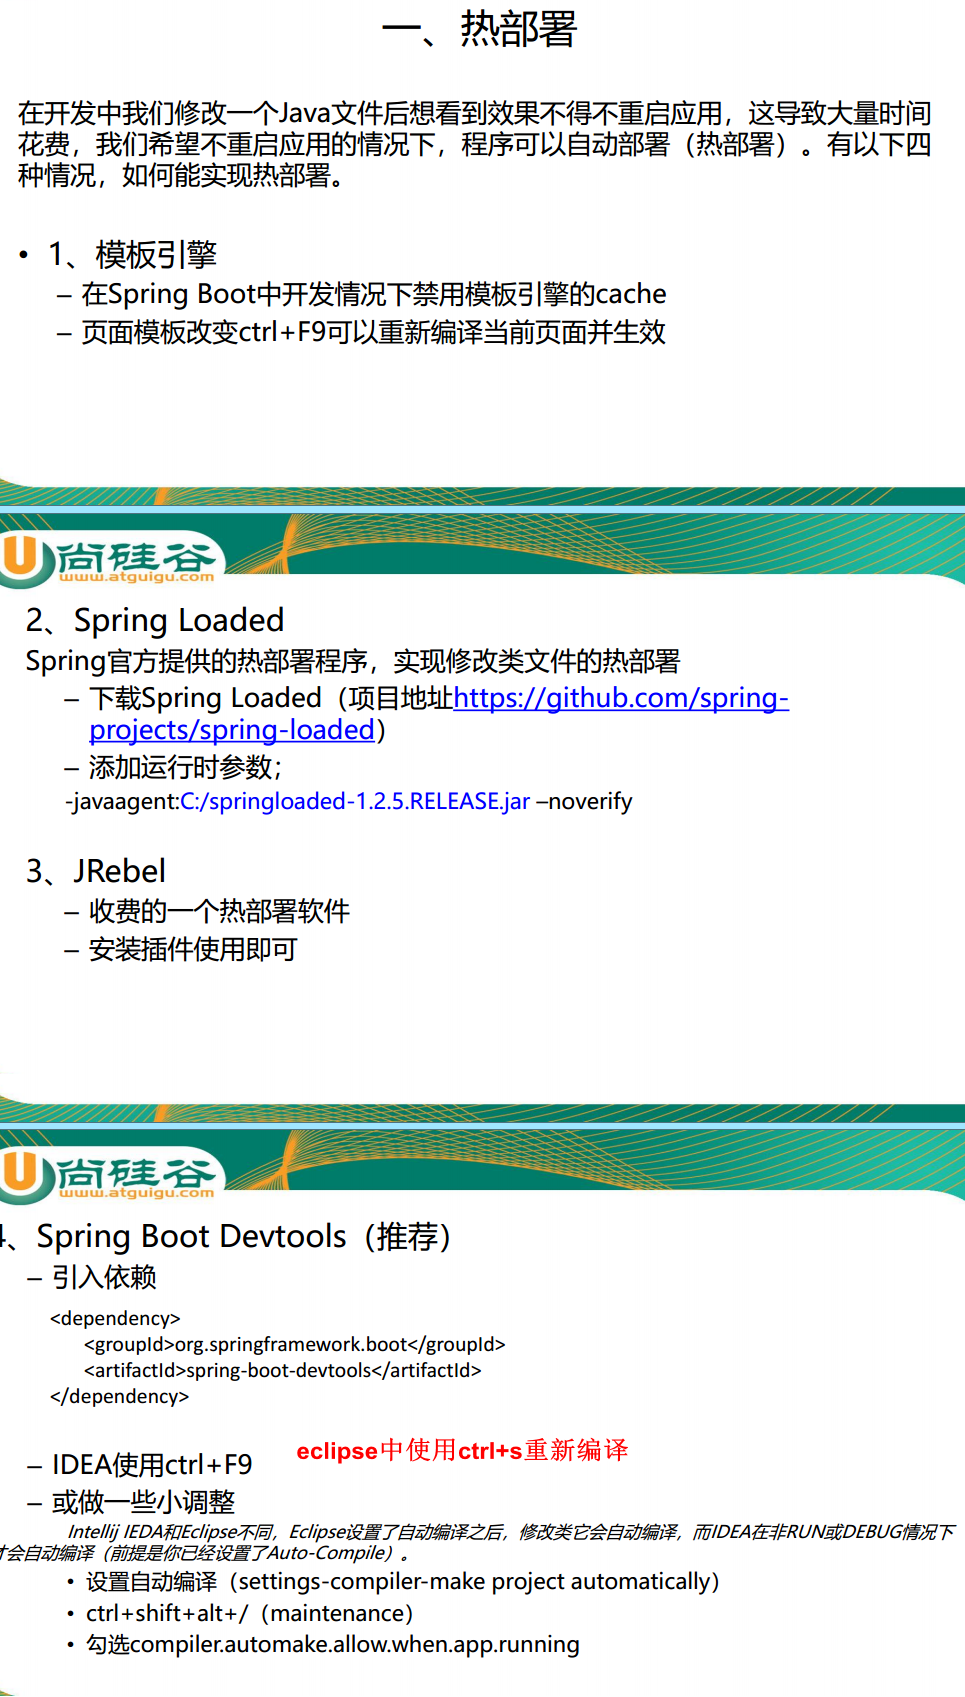 一、热部署
在开发中我们修改一个Java文件后想看到效果不得不重启应用，这导致大量时间
花费，我们希望不重启应用的情况下，程序可以自动部署（热部署）。有以下四
种情况，如何能实现热部署。
• 1、模板引擎
– 在Spring Boot中开发情况下禁用模板引擎的cache
– 页面模板改变ctrl+F9可以重新编译当前页面并生效
U尚硅谷
www.atguigu.com
2、Spring Loaded
Spring官方提供的热部署程序，实现修改类文件的热部署
– 下载Spring Loaded（项目地址https://github.com/spring-
projects/spring-loaded）
– 添加运行时参数；
-javaagent:C:/springloaded-1.2.5.RELEASE.jar –noverify
3、JRebel
– 收费的一个热部署软件
– 安装插件使用即可
U尚硅谷
www.atguigu.com
4、Spring Boot Devtools（推荐）
– 引入依赖
<dependency>
<groupId>org.springframework.boot</groupId>
<artifactId>spring-boot-devtools</artifactId>
</dependency>
– IDEA使用ctrl+F9
eclipse中使用ctrl+s重新编译
– 或做一些小调整
Intellij IEDA和Eclipse不同，Eclipse设置了自动编译之后，修改类它会自动编译，而IDEA在非RUN或DEBUG情况下
才会自动编译（前提是你已经设置了Auto-Compile）。
• 设置自动编译（settings-compiler-make project automatically）
• ctrl+shift+alt+/（maintenance）
• 勾选compiler.automake.allow.when.app.running